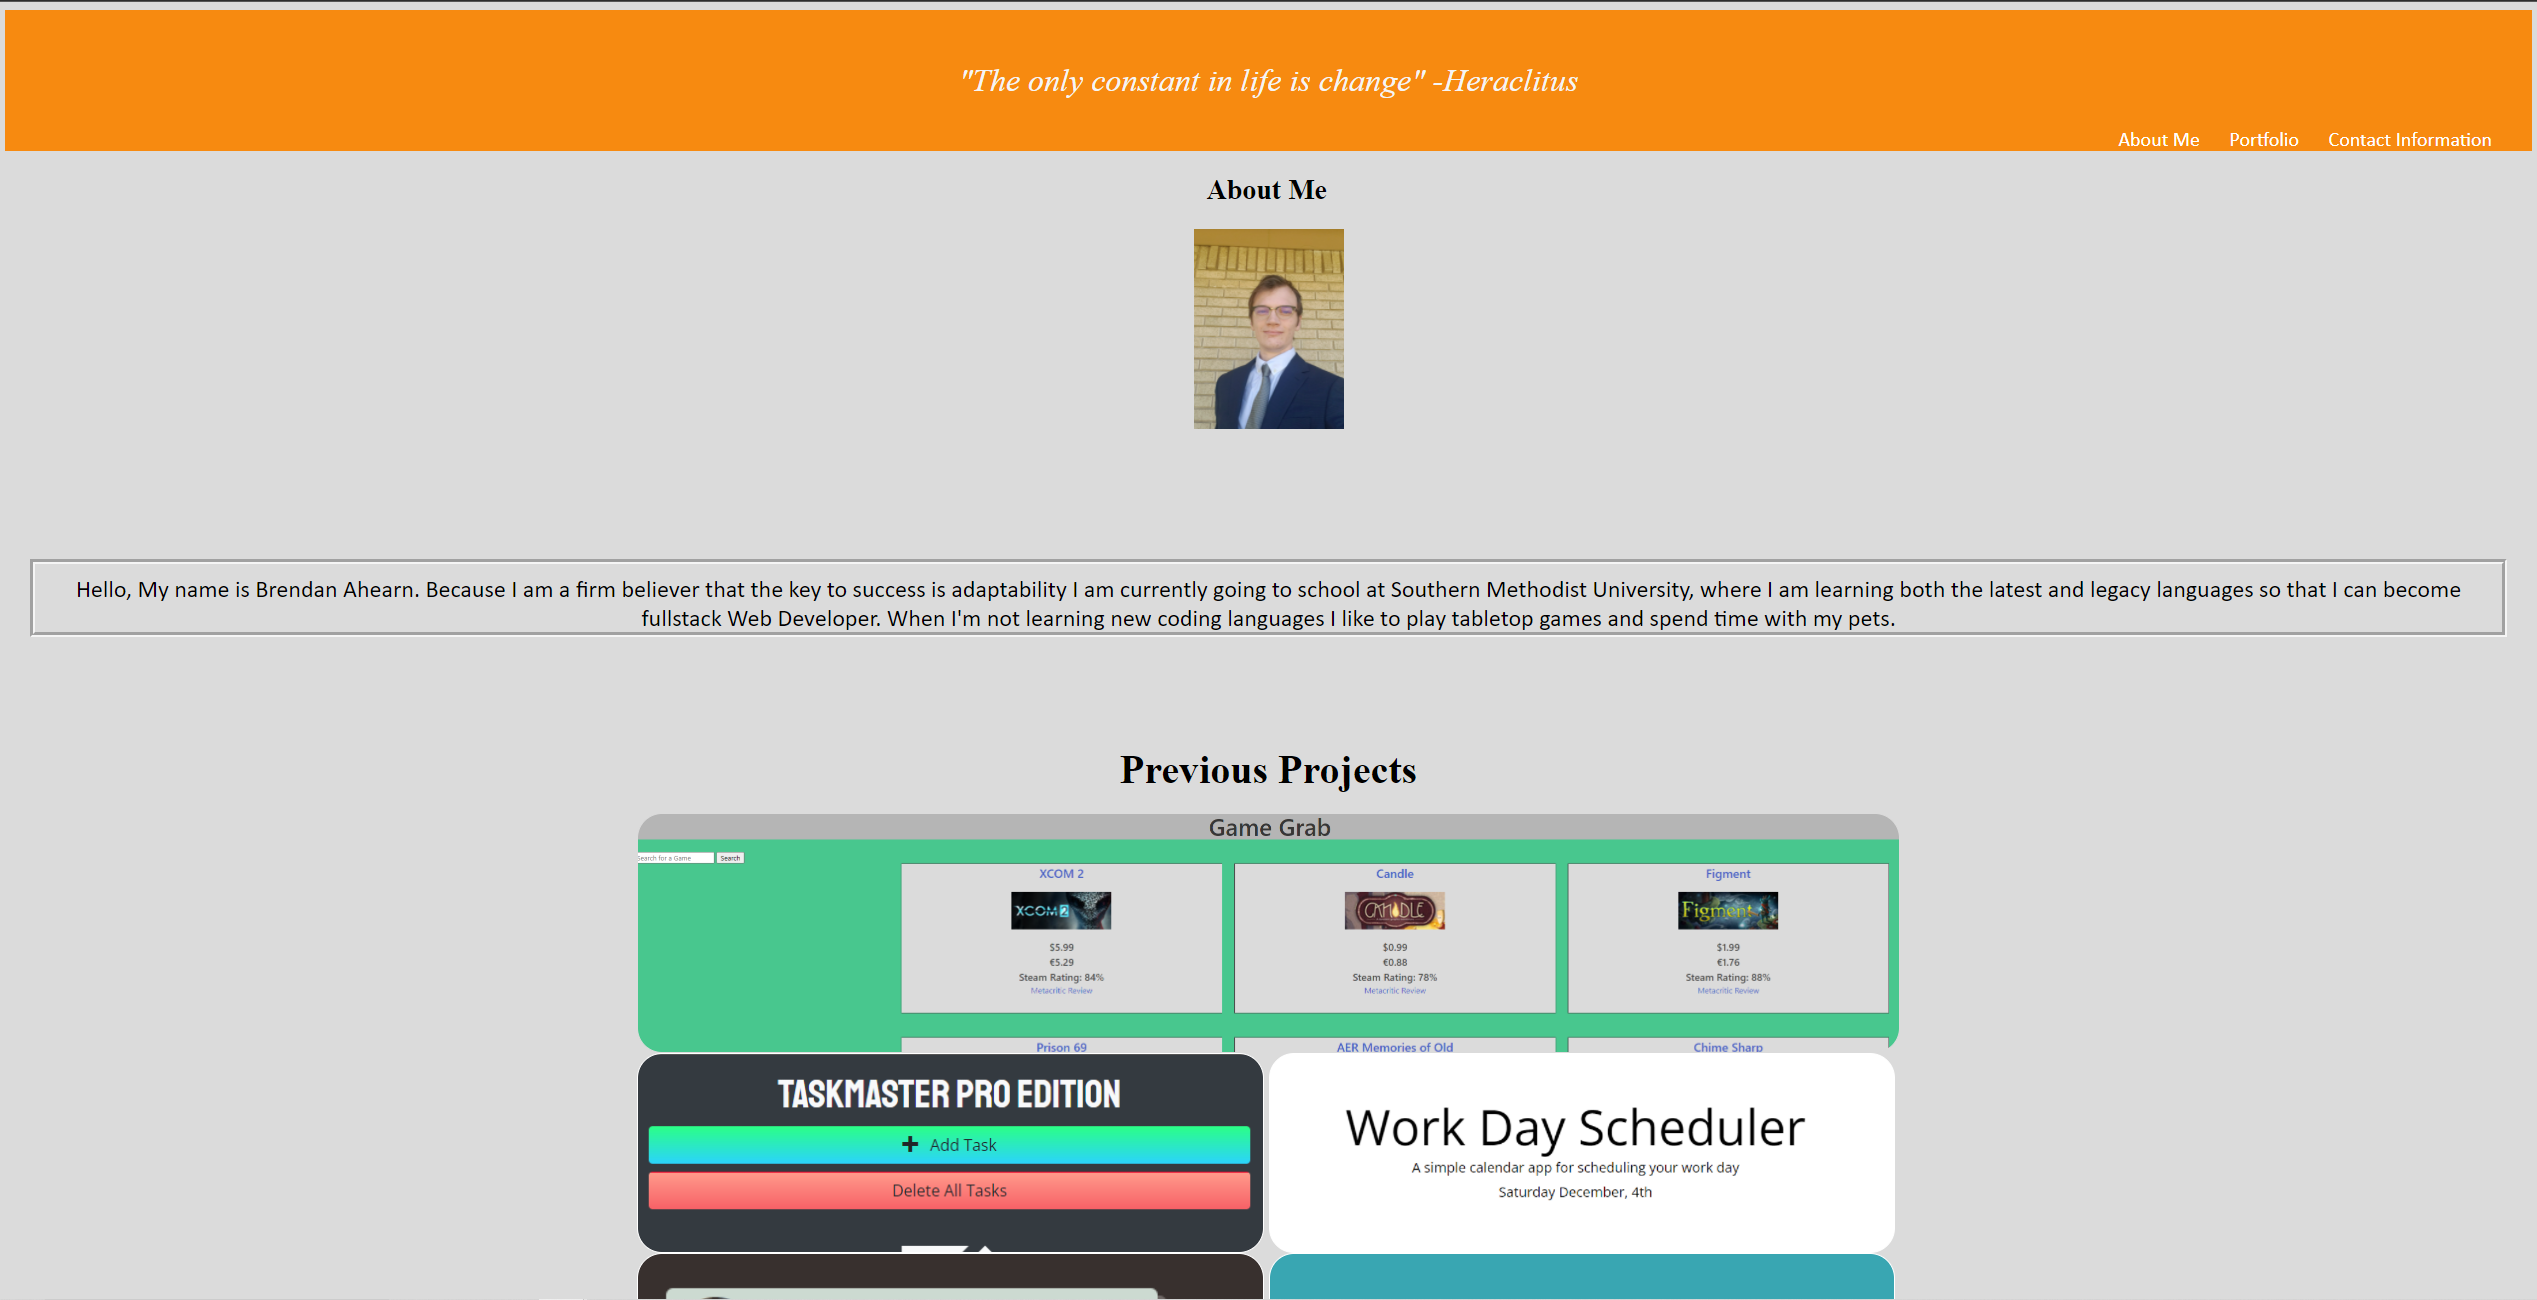 "The only constant in life is change" -Heraclitus
About Me Portfolio Contact Information
About Me
Hello, My name is Brendan Ahearn. Because I am a firm believer that the key to success is adaptability I am currently going to school at Southern Methodist University, where I am learning both the latest and legacy languages so that I can become
fullstack Web Developer. When I'm not learning new coding languages I like to play tabletop games and spend time with my pets.
Previous Projects
Game Grab
Search for a Game Search
XCOM 2 Candle Figment
XCOM 2 CANDLE Figment
$5.99 $0.99 $1.99
€5.29 €0.88 €1.76
Steam Rating: 84% Steam Rating: 78% Steam Rating: 88%
Metacritic Review Metacritic Review Metacritic Review
Prison 69 AER Memories of Old Chime Sharp
TASKMASTER PRO EDITION
Add Task
Delete All Tasks
Work Day Scheduler
A simple calendar app for scheduling your work day
Saturday December, 4th